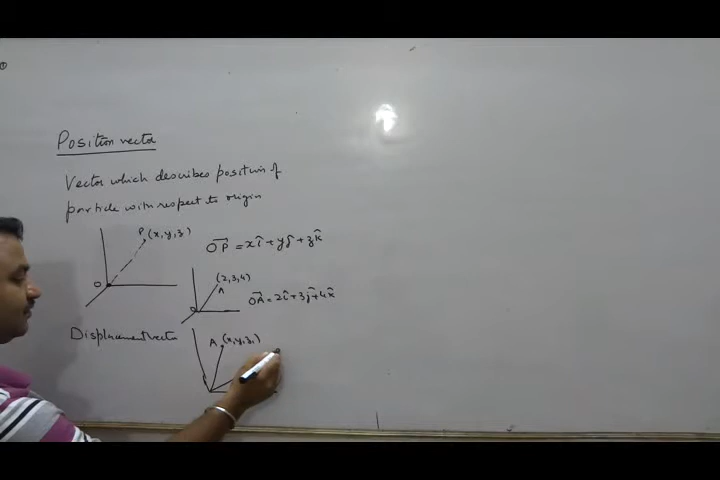 Position vector
Vector which describes position of
particle with respect to origin
P (x, y, z)
O
OP = xî + yĵ + zk̂
(2,3,4)
A
O
OA = 2î + 3ĵ + 4k̂
Displacement vector
A (x, y, z,)